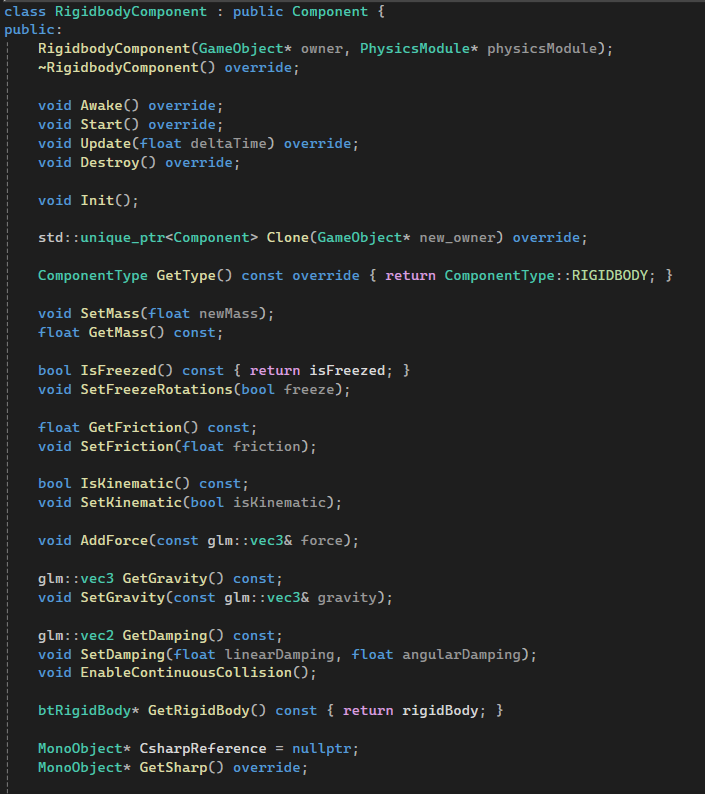 class RigidbodyComponent : public Component {
public:
    RigidbodyComponent(GameObject* owner, PhysicsModule* physicsModule);
    ~RigidbodyComponent() override;

    void Awake() override;
    void Start() override;
    void Update(float deltaTime) override;
    void Destroy() override;

    void Init();

    std::unique_ptr<Component> Clone(GameObject* new_owner) override;

    ComponentType GetType() const override { return ComponentType::RIGIDBODY; }

    void SetMass(float newMass);
    float GetMass() const;

    bool IsFreezed() const { return isFreezed; }
    void SetFreezeRotations(bool freeze);

    float GetFriction() const;
    void SetFriction(float friction);

    bool IsKinematic() const;
    void SetKinematic(bool isKinematic);

    void AddForce(const glm::vec3& force);

    glm::vec3 GetGravity() const;
    void SetGravity(const glm::vec3& gravity);

    glm::vec2 GetDamping() const;
    void SetDamping(float linearDamping, float angularDamping);
    void EnableContinuousCollision();

    btRigidBody* GetRigidBody() const { return rigidBody; }

    MonoObject* CsharpReference = nullptr;
    MonoObject* GetSharp() override;